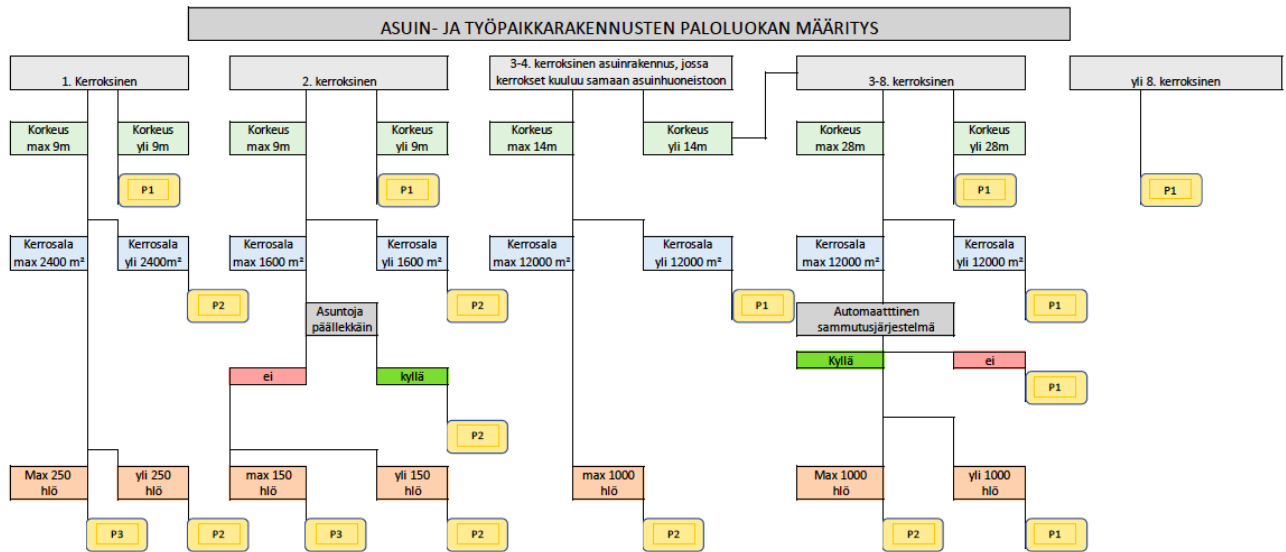 ASUIN- JA TYÖPAIKKARAKENNUSTEN PALOLUOKAN MÄÄRITYS
1. Kerroksinen
2. kerroksinen
3-4. kerroksinen asuinrakennus, jossa
kerrokset kuuluu samaan asuinhuoneistoon
3-8. kerroksinen
yli 8. kerroksinen
Korkeus
max 9m
Korkeus
yli 9m
Korkeus
max 9m
Korkeus
yli 9m
Korkeus
max 14m
Korkeus
yli 14m
Korkeus
max 28m
Korkeus
yli 28m
P1
P1
P1
P1
Kerrosala
max 2400 m²
Kerrosala
yli 2400m²
Kerrosala
max 1600 m²
Kerrosala
yli 1600 m²
Kerrosala
max 12000 m²
Kerrosala
yli 12000 m²
Kerrosala
max 12000 m²
Kerrosala
yli 12000 m²
P2
P2
P1
P1
Asuntoja
päällekkäin
Automaatttinen
sammutusjärjestelmä
ei
kyllä
Kyllä
ei
P1
P2
Max 250
hlö
yli 250
hlö
max 150
hlö
yli 150
hlö
max 1000
hlö
Max 1000
hlö
yli 1000
hlö
P3
P2
P3
P2
P2
P2
P1